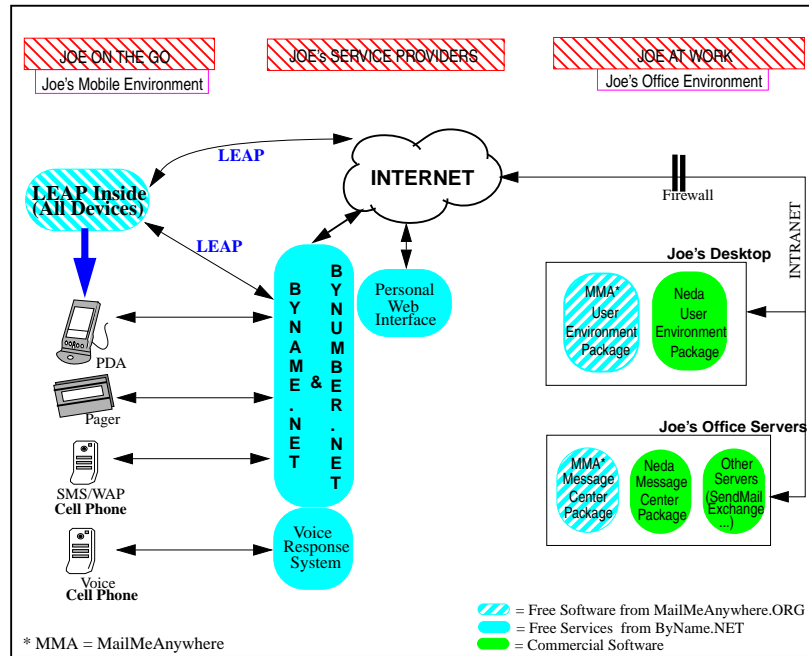 JOE ON THE GO
Joe's Mobile Environment
JOE's SERVICE PROVIDERS
JOE AT WORK
Joe's Office Environment
LEAP
INTERNET
LEAP Inside
(All Devices)
LEAP
Firewall
INTRANET
BYNAME.NET
&
BYNUMBER.NET
Personal
Web
Interface
Joe's Desktop
MMA*
User
Environment
Package
Neda
User
Environment
Package
PDA
Pager
SMS/WAP
Cell Phone
Voice
Cell Phone
Voice
Response
System
Joe's Office Servers
MMA*
Message
Center
Package
Neda
Message
Center
Package
Other
Servers
(SendMail
Exchange
...)
= Free Software from MailMeAnywhere.ORG
= Free Services from ByName.NET
= Commercial Software
* MMA = MailMeAnywhere